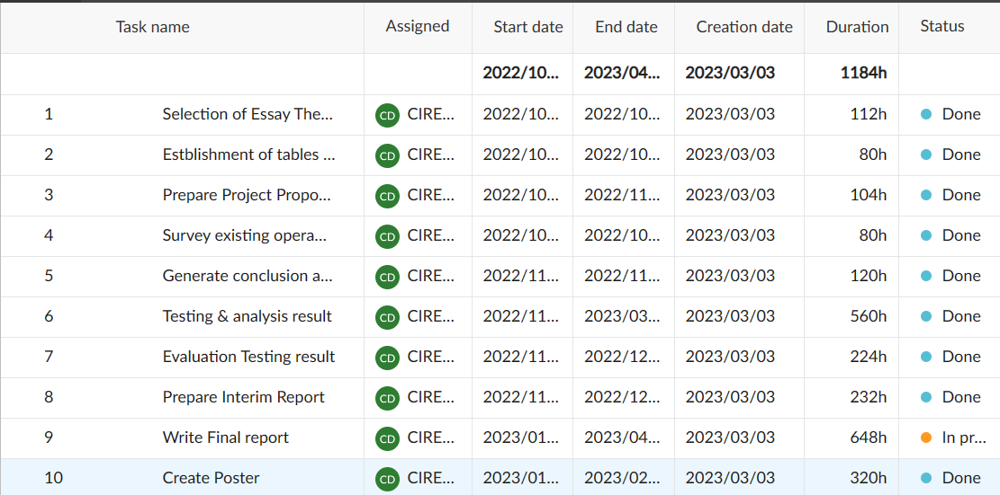 Task name Assigned Start date End date Creation date Duration Status
2022/10... 2023/04... 2023/03/03 1184h
1 Selection of Essay The... CD CIRE... 2022/10... 2022/10... 2023/03/03 112h Done
2 Estblishment of tables ... CD CIRE... 2022/10... 2022/10... 2023/03/03 80h Done
3 Prepare Project Propo... CD CIRE... 2022/10... 2022/11... 2023/03/03 104h Done
4 Survey existing opera... CD CIRE... 2022/10... 2022/10... 2023/03/03 80h Done
5 Generate conclusion a... CD CIRE... 2022/11... 2022/11... 2023/03/03 120h Done
6 Testing & analysis result CD CIRE... 2022/11... 2023/03... 2023/03/03 560h Done
7 Evaluation Testing result CD CIRE... 2022/11... 2022/12... 2023/03/03 224h Done
8 Prepare Interim Report CD CIRE... 2022/11... 2022/12... 2023/03/03 232h Done
9 Write Final report CD CIRE... 2023/01... 2023/04... 2023/03/03 648h In pr...
10 Create Poster CD CIRE... 2023/01... 2023/02... 2023/03/03 320h Done